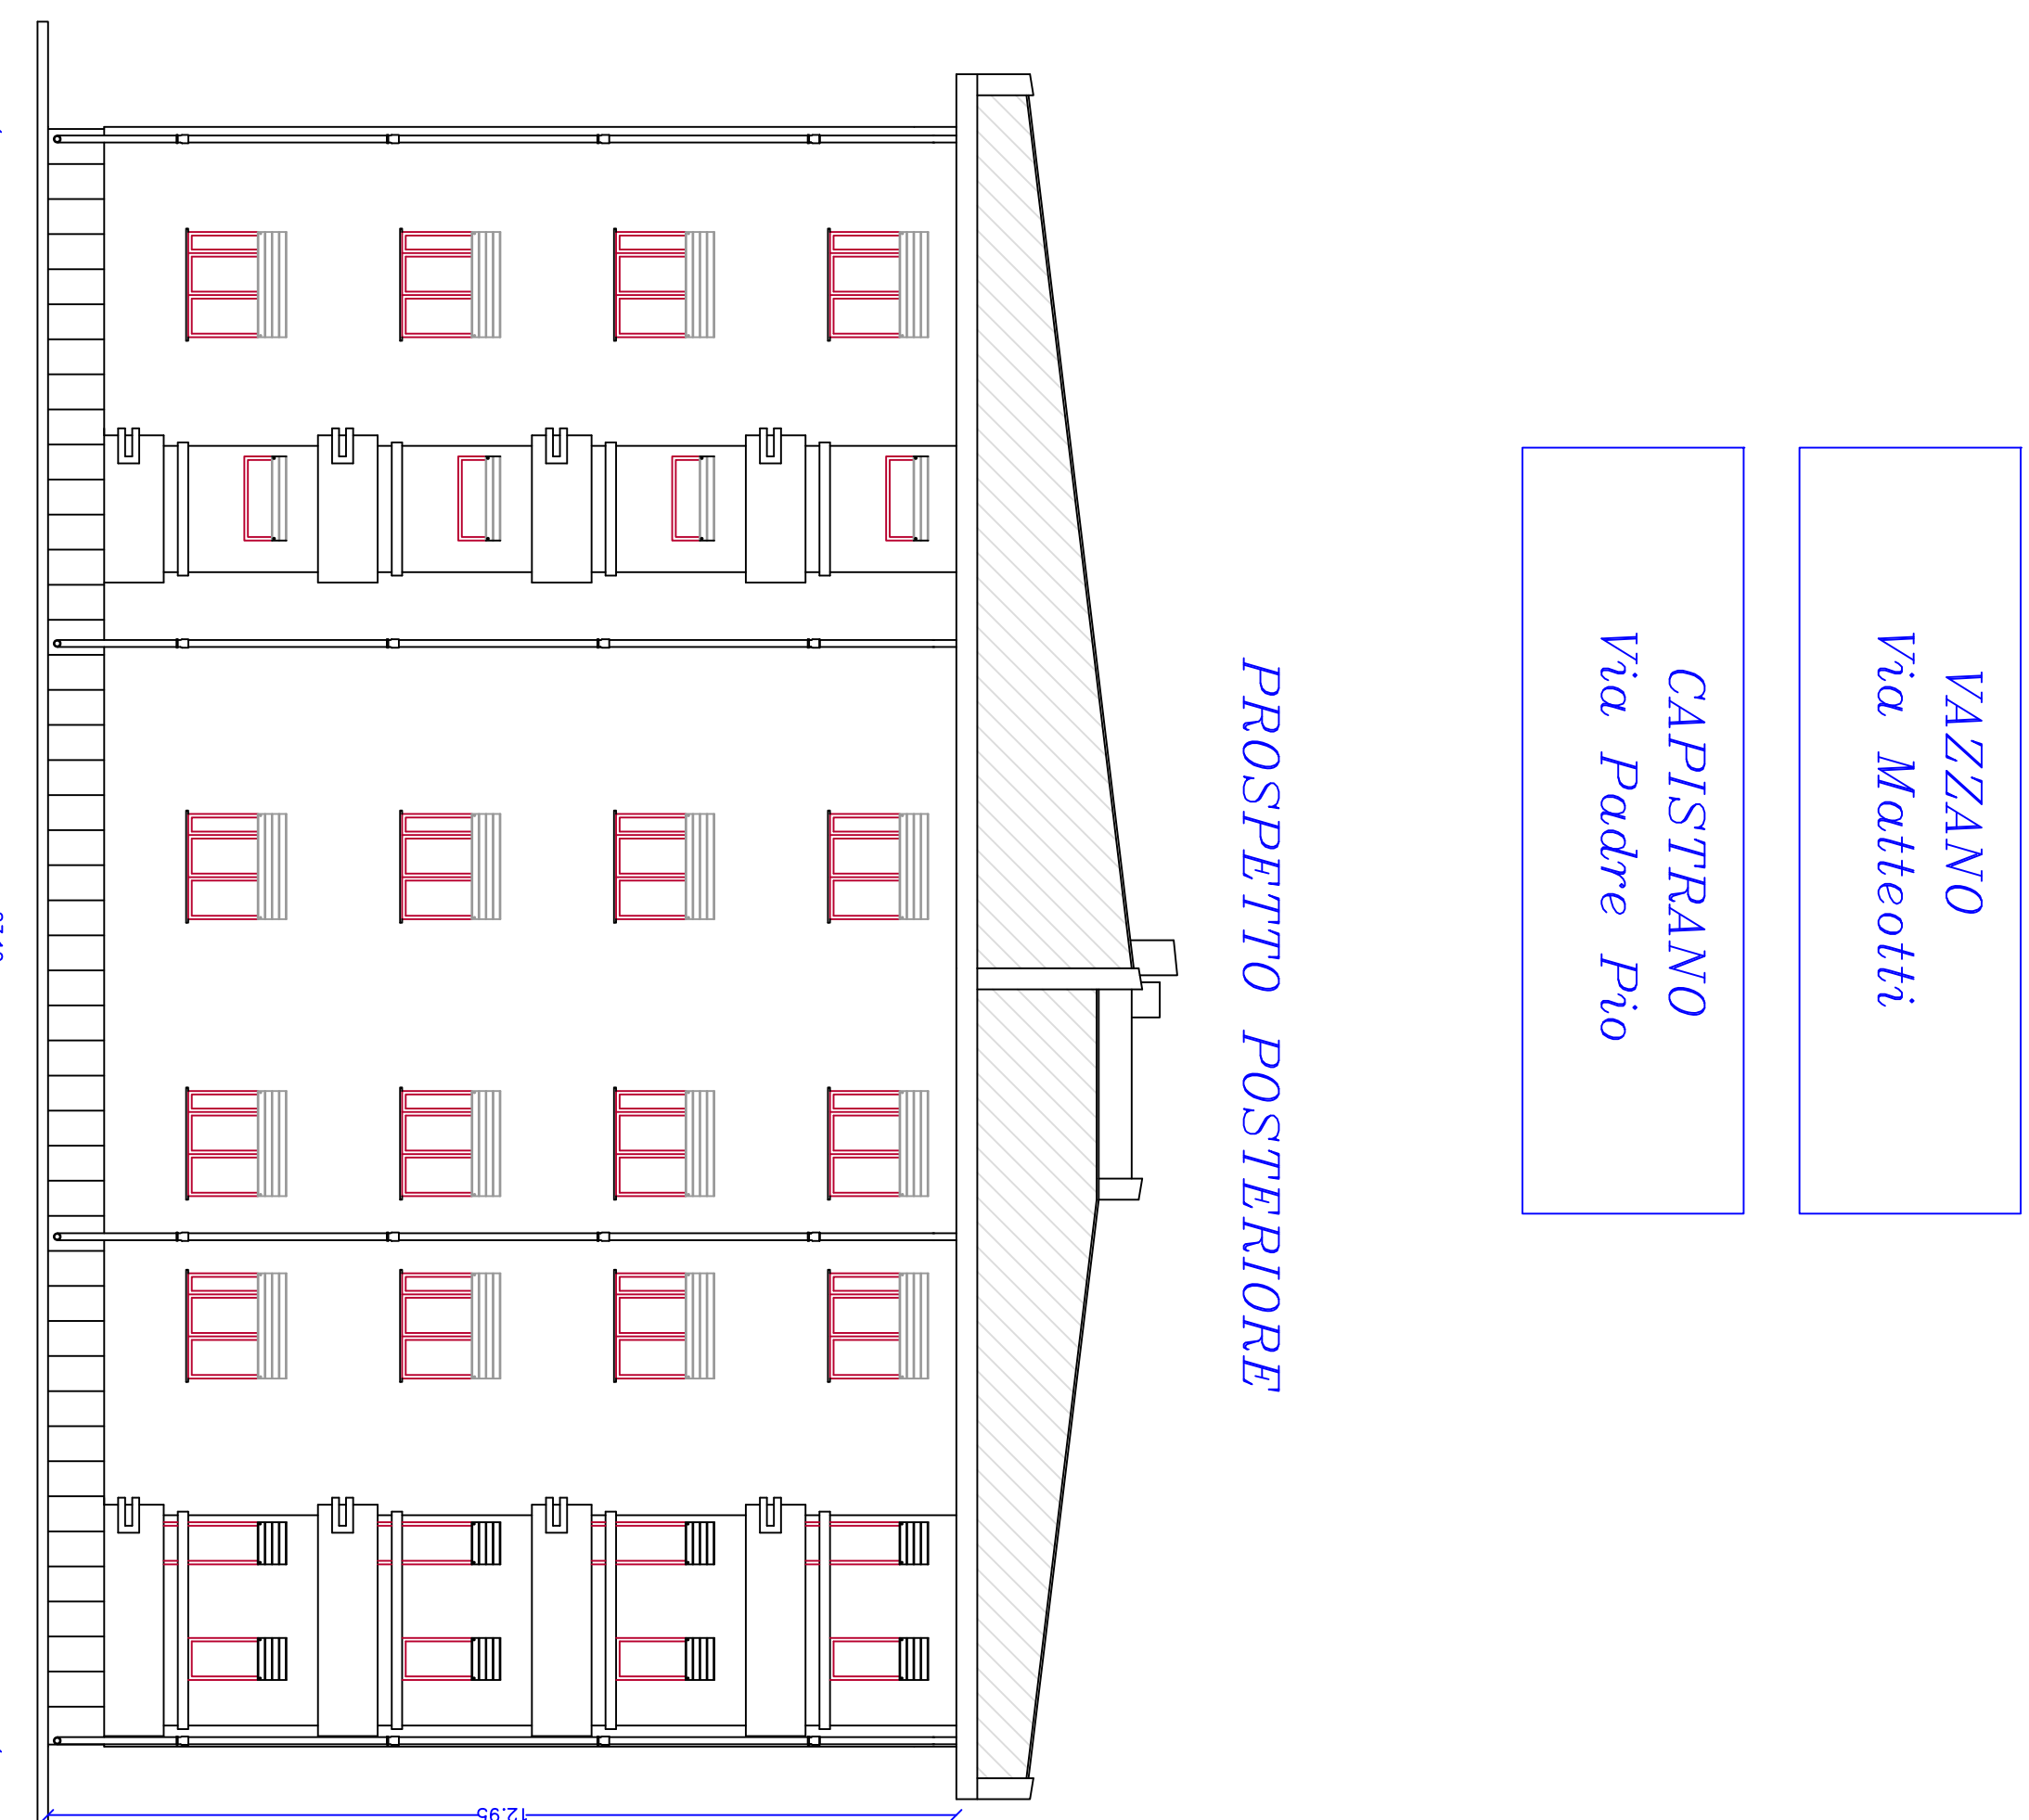 VAZZANO
Via Matteotti
CAPISTRANO
Via Padre Pio
PROSPETTO POSTERIORE
12.95